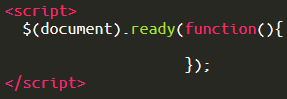 <script>
$(document).ready(function(){
});
</script>